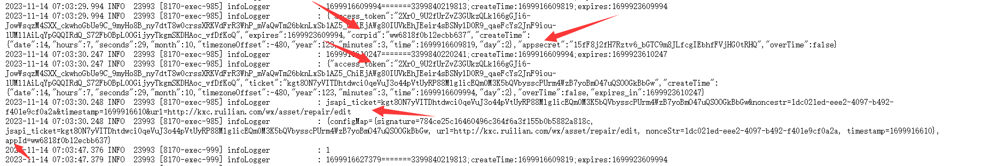 2023-11-14 07:03:29.994 INFO  23993 [8170-exec-985] infoLogger                     : 1699916609994=======3399840219813;createTime:1699916609819;expires:1699923609994
2023-11-14 07:03:29.994 INFO  23993 [8170-exec-985] infoLogger                     : {"access_token":"2XrO_9U2fUrZvZ3GUkzQLk166gGJi6-
JowWsqzM4SXX_ckwhoGbUe9C_9myHo8B_ny7dtT8w0crssXRKVdFrR3WhP_mVaQwTm26bknLxSb1AZ5_ChiEjAWg80IUVkEhJEeir4sBSNy1D0R9_qaeFcYs2JnF9iou-
1UM11AiLqYpGQQIRdQ_S72FbOBpLOOGijyyTkgmSKDHAoc_vfDfKoQ","expires":1699923609994,"corpid":"ww6818f0b12ecbb637","createTime":
{"date":14,"hours":7,"seconds":29,"month":10,"timezoneOffset":-480,"year":123,"minutes":3,"time":1699916609819,"day":2},"appsecret":"15fF8j2fH7Rztv6_bGTC9m8JLfcgIEbhfFVjHG0tRHQ","overTime":false}
2023-11-14 07:03:30.247 INFO  23993 [8170-exec-985] infoLogger                     : 1699916610247=======3399840220241;createTime:1699916609994;expires:1699923610247
2023-11-14 07:03:30.247 INFO  23993 [8170-exec-985] infoLogger                     : {"access_token":"2XrO_9U2fUrZvZ3GUkzQLk166gGJi6-
JowWsqzM4SXX_ckwhoGbUe9C_9myHo8B_ny7dtT8w0crssXRKVdFrR3WhP_mVaQwTm26bknLxSb1AZ5_ChiEjAWg80IUVkEhJEeir4sBSNy1D0R9_qaeFcYs2JnF9iou-
1UM11AiLqYpGQQIRdQ_S72FbOBpLOOGijyyTkgmSKDHAoc_vfDfKoQ","ticket":"kgt8ON7yVITDhtdwci0qeVuJ3o44pVtUyRP88M1g1icEQm0M3K5bQVbysscPUrm4WzB7yoBmO47uQSOOGkBbGw","createTime":
{"date":14,"hours":7,"seconds":29,"month":10,"timezoneOffset":-480,"year":123,"minutes":3,"time":1699916609994,"day":2},"overTime":false,"expires_in":1699923610247}
2023-11-14 07:03:30.248 INFO  23993 [8170-exec-985] infoLogger                     : jsapi_ticket=kgt8ON7yVITDhtdwci0qeVuJ3o44pVtUyRP88M1g1icEQm0M3K5bQVbysscPUrm4WzB7yoBmO47uQSOOGkBbGw&noncestr=1dc021ed-eee2-4097-b492-
f401e9cf0a2a&timestamp=1699916610&url=http://kxc.ruilian.com/wx/asset/repair/edit
2023-11-14 07:03:30.248 INFO  23993 [8170-exec-985] infoLogger                     : {configMap={signature=784ce25c16460496c364f6a3f155b0b5882a818c,
jsapi_ticket=kgt8ON7yVITDhtdwci0qeVuJ3o44pVtUyRP88M1g1icEQm0M3K5bQVbysscPUrm4WzB7yoBmO47uQSOOGkBbGw, url=http://kxc.ruilian.com/wx/asset/repair/edit, nonceStr=1dc021ed-eee2-4097-b492-f401e9cf0a2a, timestamp=1699916610},
appId=ww6818f0b12ecbb637}
2023-11-14 07:03:47.376 INFO  23993 [8170-exec-999] infoLogger                     : 1
2023-11-14 07:03:47.379 INFO  23993 [8170-exec-999] infoLogger                     : 1699916627379=======3399840219813;createTime:1699916609819;expires:1699923609994